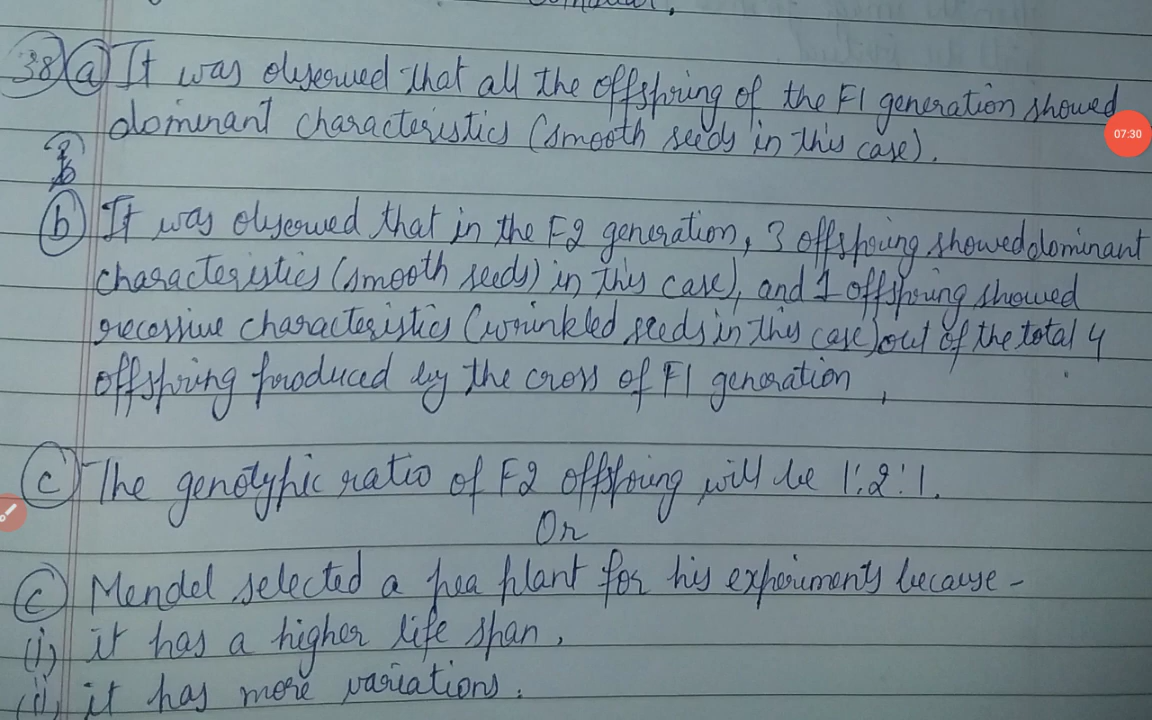 38) (a) It was observed that all the offspring of the F1 generation showed
dominant characteristics (smooth seeds in this case).
07:30
(b) It was observed that in the F2 generation, 3 offspring showed dominant
characteristics (smooth seeds) in this case), and 1 offspring showed
recessive characteristics (wrinkled seeds in this case) out of the total 4
offspring produced by the cross of F1 generation.
(c) The genotypic ratio of F2 offspring will be 1:2:1.
Or
(c) Mendel selected a pea plant for his experiments because -
(i) it has a higher life span,
(ii) it has more variations.